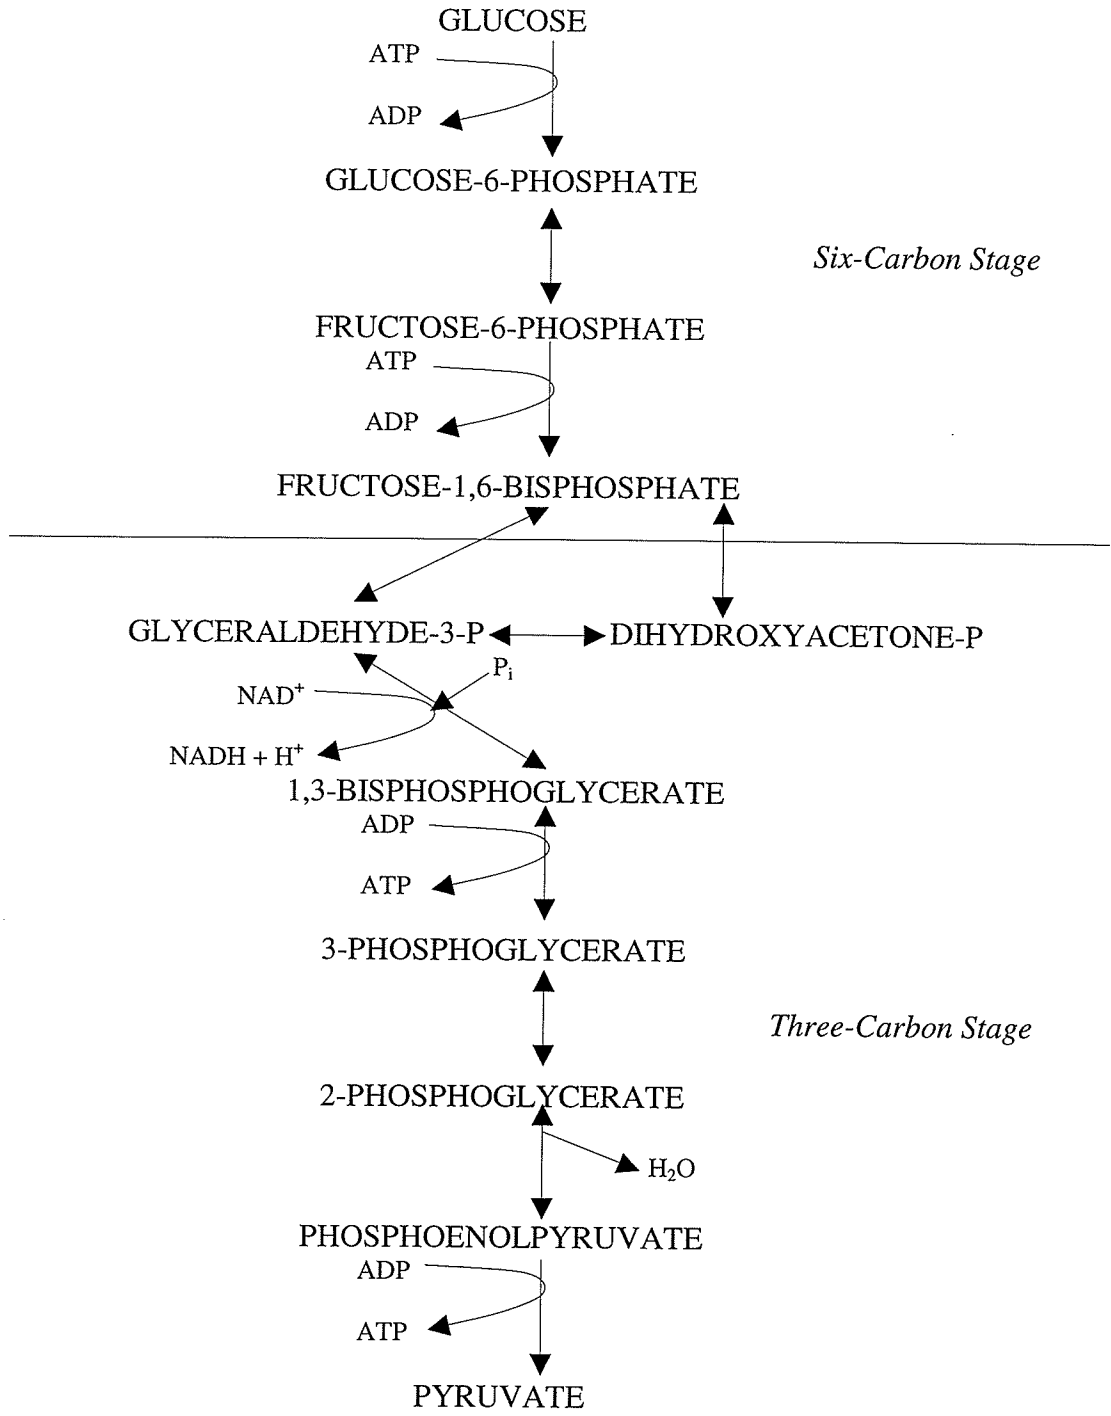 GLUCOSE
ATP
ADP
GLUCOSE-6-PHOSPHATE
Six-Carbon Stage
FRUCTOSE-6-PHOSPHATE
ATP
ADP
FRUCTOSE-1,6-BISPHOSPHATE
GLYCERALDEHYDE-3-P DIHYDROXYACETONE-P
Pᵢ
NAD⁺
NADH + H⁺
1,3-BISPHOSPHOGLYCERATE
ADP
ATP
3-PHOSPHOGLYCERATE
Three-Carbon Stage
2-PHOSPHOGLYCERATE
H₂O
PHOSPHOENOLPYRUVATE
ADP
ATP
PYRUVATE